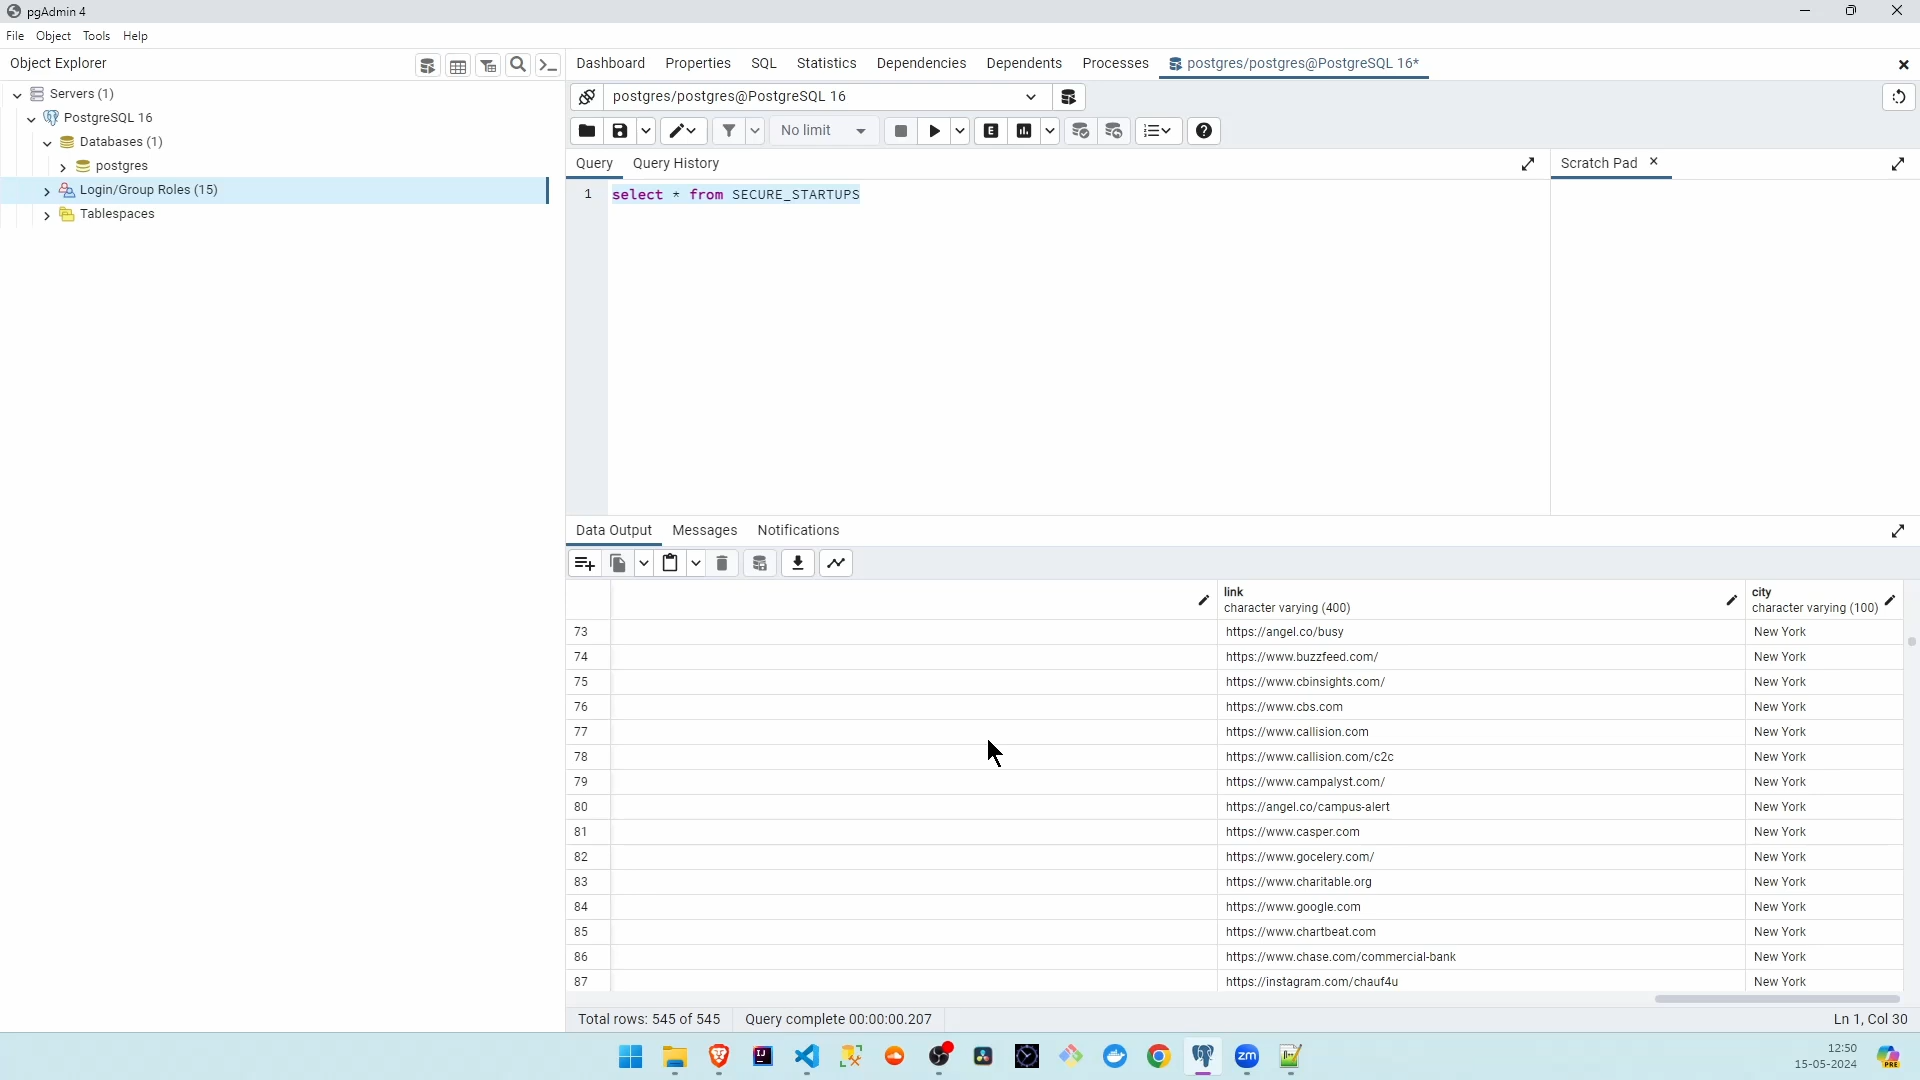 pgAdmin 4
File Object Tools Help
Object Explorer
Dashboard Properties SQL Statistics Dependencies Dependents Processes postgres/postgres@PostgreSQL 16*
Servers (1)
PostgreSQL 16
Databases (1)
postgres
Login/Group Roles (15)
Tablespaces
postgres/postgres@PostgreSQL 16
No limit
E
Query Query History
Scratch Pad
1 select * from SECURE_STARTUPS
Data Output Messages Notifications
link
character varying (400)
city
character varying (100)
73 https://angel.co/busy New York
74 https://www.buzzfeed.com/ New York
75 https://www.cbinsights.com/ New York
76 https://www.cbs.com New York
77 https://www.callision.com New York
78 https://www.callision.com/c2c New York
79 https://www.campalyst.com/ New York
80 https://angel.co/campus-alert New York
81 https://www.casper.com New York
82 https://www.gocelery.com/ New York
83 https://www.charitable.org New York
84 https://www.google.com New York
85 https://www.chartbeat.com New York
86 https://www.chase.com/commercial-bank New York
87 https://instagram.com/chauf4u New York
Total rows: 545 of 545 Query complete 00:00:00.207 Ln 1, Col 30
IJ
zm
12:50
15-05-2024
PRE